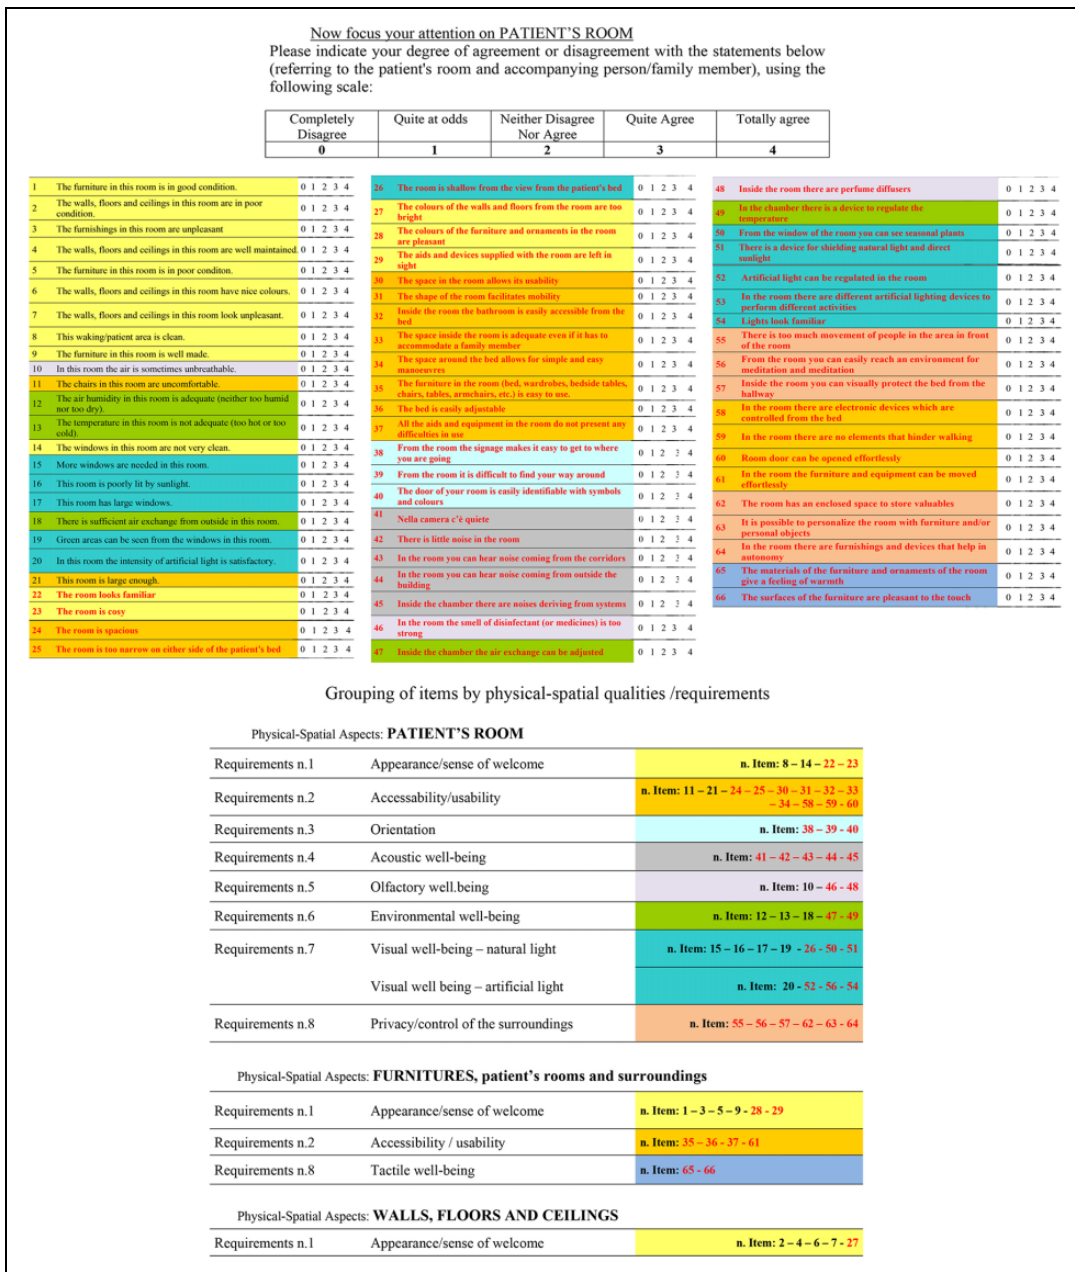 Now focus your attention on PATIENT'S ROOM
Please indicate your degree of agreement or disagreement with the statements below
(referring to the patient's room and accompanying person/family member), using the
following scale:
Completely Disagree Quite at odds Neither Disagree Nor Agree Quite Agree Totally agree
0 1 2 3 4
1 The furniture in this room is in good condition. 0 1 2 3 4
2 The walls, floors and ceilings in this room are in poor
condition. 0 1 2 3 4
3 The furnishings in this room are unpleasant 0 1 2 3 4
4 The walls, floors and ceilings in this room are well maintained. 0 1 2 3 4
5 The furniture in this room is in poor conditon. 0 1 2 3 4
6 The walls, floors and ceilings in this room have nice colours. 0 1 2 3 4
7 The walls, floors and ceilings in this room look unpleasant. 0 1 2 3 4
8 This waking/patient area is clean. 0 1 2 3 4
9 The furniture in this room is well made. 0 1 2 3 4
10 In this room the air is sometimes unbreathable. 0 1 2 3 4
11 The chairs in this room are uncomfortable. 0 1 2 3 4
12 The air humidity in this room is adequate (neither too humid
nor too dry). 0 1 2 3 4
13 The temperature in this room is not adequate (too hot or too
cold). 0 1 2 3 4
14 The windows in this room are not very clean. 0 1 2 3 4
15 More windows are needed in this room. 0 1 2 3 4
16 This room is poorly lit by sunlight. 0 1 2 3 4
17 This room has large windows. 0 1 2 3 4
18 There is sufficient air exchange from outside in this room. 0 1 2 3 4
19 Green areas can be seen from the windows in this room. 0 1 2 3 4
20 In this room the intensity of artificial light is satisfactory. 0 1 2 3 4
21 This room is large enough. 0 1 2 3 4
22 The room looks familiar 0 1 2 3 4
23 The room is cosy 0 1 2 3 4
24 The room is spacious 0 1 2 3 4
25 The room is too narrow on either side of the patient's bed 0 1 2 3 4
26 The room is shallow from the view from the patient's bed 0 1 2 3 4
27 The colours of the walls and floors from the room are too
bright 0 1 2 3 4
28 The colours of the furniture and ornaments in the room
are pleasant 0 1 2 3 4
29 The aids and devices supplied with the room are left in
sight 0 1 2 3 4
30 The space in the room allows its usability 0 1 2 3 4
31 The shape of the room facilitates mobility 0 1 2 3 4
32 Inside the room the bathroom is easily accessible from the
bed 0 1 2 3 4
33 The space inside the room is adequate even if it has to
accommodate a family member 0 1 2 3 4
34 The space around the bed allows for simple and easy
manoeuvres 0 1 2 3 4
35 The furniture in the room (bed, wardrobes, bedside tables,
chairs, tables, armchairs, etc.) is easy to use. 0 1 2 3 4
36 The bed is easily adjustable 0 1 2 3 4
37 All the aids and equipment in the room do not present any
difficulties in use 0 1 2 3 4
38 From the room the signage makes it easy to get to where
you are going 0 1 2 3 4
39 From the room it is difficult to find your way around 0 1 2 3 4
40 The door of your room is easily identifiable with symbols
and colours 0 1 2 3 4
41 Nella camera c'è quiete 0 1 2 3 4
42 There is little noise in the room 0 1 2 3 4
43 In the room you can hear noise coming from the corridors 0 1 2 3 4
44 In the room you can hear noise coming from outside the
building 0 1 2 3 4
45 Inside the chamber there are noises deriving from systems 0 1 2 3 4
46 In the room the smell of disinfectant (or medicines) is too
strong 0 1 2 3 4
47 Inside the chamber the air exchange can be adjusted 0 1 2 3 4
48 Inside the room there are perfume diffusers 0 1 2 3 4
49 In the chamber there is a device to regulate the
temperature 0 1 2 3 4
50 From the window of the room you can see seasonal plants 0 1 2 3 4
51 There is a device for shielding natural light and direct
sunlight 0 1 2 3 4
52 Artificial light can be regulated in the room 0 1 2 3 4
53 In the room there are different artificial lighting devices to
perform different activities 0 1 2 3 4
54 Lights look familiar 0 1 2 3 4
55 There is too much movement of people in the area in front
of the room 0 1 2 3 4
56 From the room you can easily reach an environment for
meditation and meditation 0 1 2 3 4
57 Inside the room you can visually protect the bed from the
hallway 0 1 2 3 4
58 In the room there are electronic devices which are
controlled from the bed 0 1 2 3 4
59 In the room there are no elements that hinder walking 0 1 2 3 4
60 Room door can be opened effortlessly 0 1 2 3 4
61 In the room the furniture and equipment can be moved
effortlessly 0 1 2 3 4
62 The room has an enclosed space to store valuables 0 1 2 3 4
63 It is possible to personalize the room with furniture and/or
personal objects 0 1 2 3 4
64 In the room there are furnishings and devices that help in
autonomy 0 1 2 3 4
65 The materials of the furniture and ornaments of the room
give a feeling of warmth 0 1 2 3 4
66 The surfaces of the furniture are pleasant to the touch 0 1 2 3 4
Grouping of items by physical-spatial qualities /requirements
Physical-Spatial Aspects: PATIENT'S ROOM
Requirements n.1 Appearance/sense of welcome n. Item: 8 – 14 – 22 – 23
Requirements n.2 Accessability/usability n. Item: 11 – 21 – 24 – 25 – 30 – 31 – 32 – 33
– 34 – 58 – 59 - 60
Requirements n.3 Orientation n. Item: 38 – 39 - 40
Requirements n.4 Acoustic well-being n. Item: 41 – 42 – 43 – 44 - 45
Requirements n.5 Olfactory well.being n. Item: 10 – 46 - 48
Requirements n.6 Environmental well-being n. Item: 12 – 13 – 18 – 47 - 49
Requirements n.7 Visual well-being – natural light n. Item: 15 – 16 – 17 – 19 - 26 - 50 - 51
Visual well being – artificial light n. Item: 20 - 52 - 56 - 54
Requirements n.8 Privacy/control of the surroundings n. Item: 55 – 56 – 57 – 62 – 63 - 64
Physical-Spatial Aspects: FURNITURES, patient's rooms and surroundings
Requirements n.1 Appearance/sense of welcome n. Item: 1 – 3 – 5 – 9 - 28 - 29
Requirements n.2 Accessibility / usability n. Item: 35 - 36 - 37 - 61
Requirements n.8 Tactile well-being n. Item: 65 - 66
Physical-Spatial Aspects: WALLS, FLOORS AND CEILINGS
Requirements n.1 Appearance/sense of welcome n. Item: 2 – 4 – 6 – 7 - 27